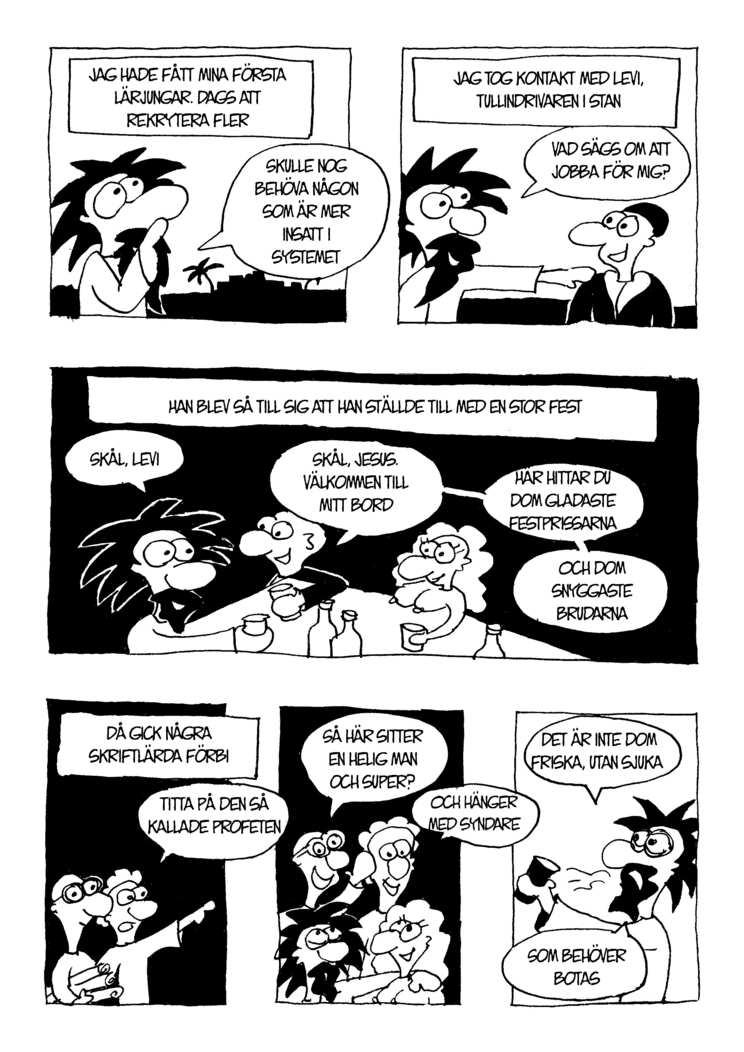 JAG HADE FÅTT MINA FÖRSTA
LÄRJUNGAR. DAGS ATT
REKRYTERA FLER
SKULLE NOG
BEHÖVA NÅGON
SOM ÄR MER
INSATT I
SYSTEMET
JAG TOG KONTAKT MED LEVI,
TULLINDRIVAREN I STAN
VAD SÄGS OM ATT
JOBBA FÖR MIG?
HAN BLEV SÅ TILL SIG ATT HAN STÄLLDE TILL MED EN STOR FEST
SKÅL, LEVI
SKÅL, JESUS.
VÄLKOMMEN TILL
MITT BORD
HÄR HITTAR DU
DOM GLADASTE
FESTPRISSARNA
OCH DOM
SNYGGASTE
BRUDARNA
DÅ GICK NÅGRA
SKRIFTLÄRDA FÖRBI
TITTA PÅ DEN SÅ
KALLADE PROFETEN
SÅ HÄR SITTER
EN HELIG MAN
OCH SUPER?
OCH HÄNGER
MED SYNDARE
DET ÄR INTE DOM
FRISKA, UTAN SJUKA
SOM BEHÖVER
BOTAS